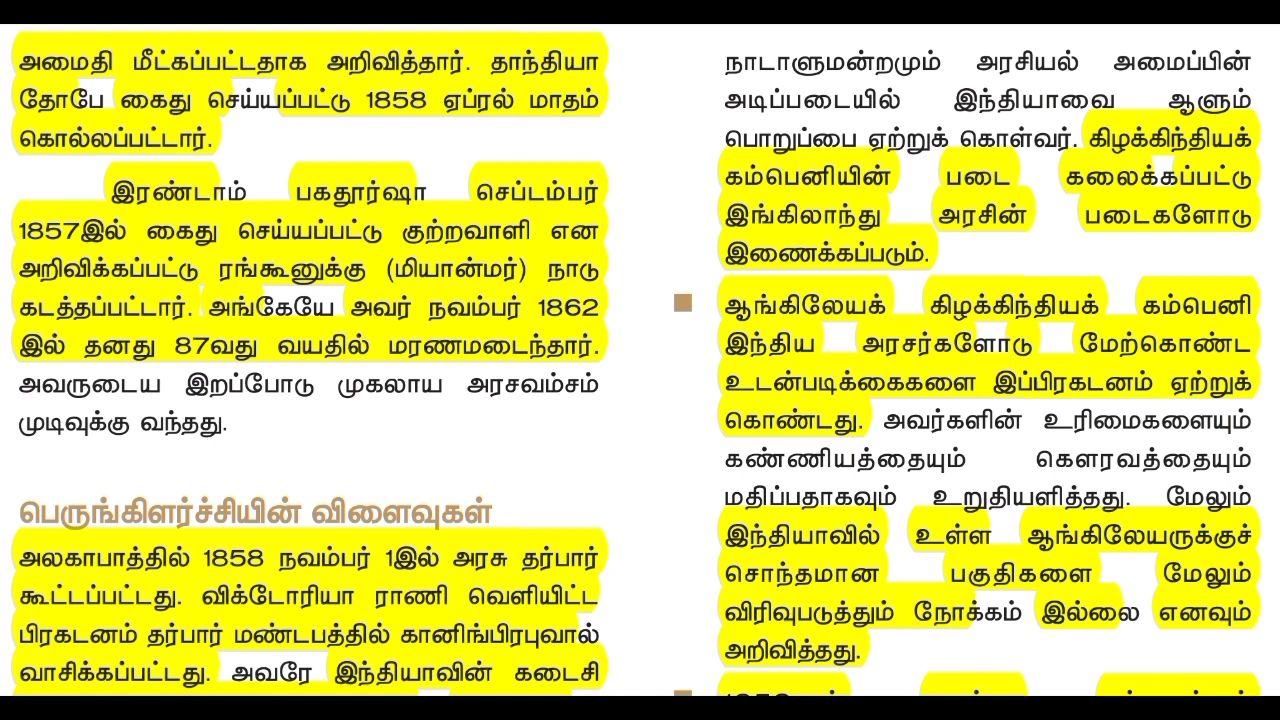 அமைதி மீட்கப்பட்டதாக அறிவித்தார். தாந்தியா
தோபே கைது செய்யப்பட்டு 1858 ஏப்ரல் மாதம்
கொல்லப்பட்டார்.
இரண்டாம் பகதூர்ஷா செப்டம்பர்
1857இல் கைது செய்யப்பட்டு குற்றவாளி என
அறிவிக்கப்பட்டு ரங்கூனுக்கு (மியான்மர்) நாடு
கடத்தப்பட்டார். அங்கேயே அவர் நவம்பர் 1862
இல் தனது 87வது வயதில் மரணமடைந்தார்.
அவருடைய இறப்போடு முகலாய அரசவம்சம்
முடிவுக்கு வந்தது.
பெருங்கிளர்ச்சியின் விளைவுகள்
அலகாபாத்தில் 1858 நவம்பர் 1இல் அரசு தர்பார்
கூட்டப்பட்டது. விக்டோரியா ராணி வெளியிட்ட
பிரகடனம் தர்பார் மண்டபத்தில் கானிங்பிரபுவால்
வாசிக்கப்பட்டது. அவரே இந்தியாவின் கடைசி
நாடாளுமன்றமும் அரசியல் அமைப்பின்
அடிப்படையில் இந்தியாவை ஆளும்
பொறுப்பை ஏற்றுக் கொள்வர். கிழக்கிந்தியக்
கம்பெனியின் படை கலைக்கப்பட்டு
இங்கிலாந்து அரசின் படைகளோடு
இணைக்கப்படும்.
ஆங்கிலேயக் கிழக்கிந்தியக் கம்பெனி
இந்திய அரசர்களோடு மேற்கொண்ட
உடன்படிக்கைகளை இப்பிரகடனம் ஏற்றுக்
கொண்டது. அவர்களின் உரிமைகளையும்
கண்ணியத்தையும் கௌரவத்தையும்
மதிப்பதாகவும் உறுதியளித்தது. மேலும்
இந்தியாவில் உள்ள ஆங்கிலேயருக்குச்
சொந்தமான பகுதிகளை மேலும்
விரிவுபடுத்தும் நோக்கம் இல்லை எனவும்
அறிவித்தது.